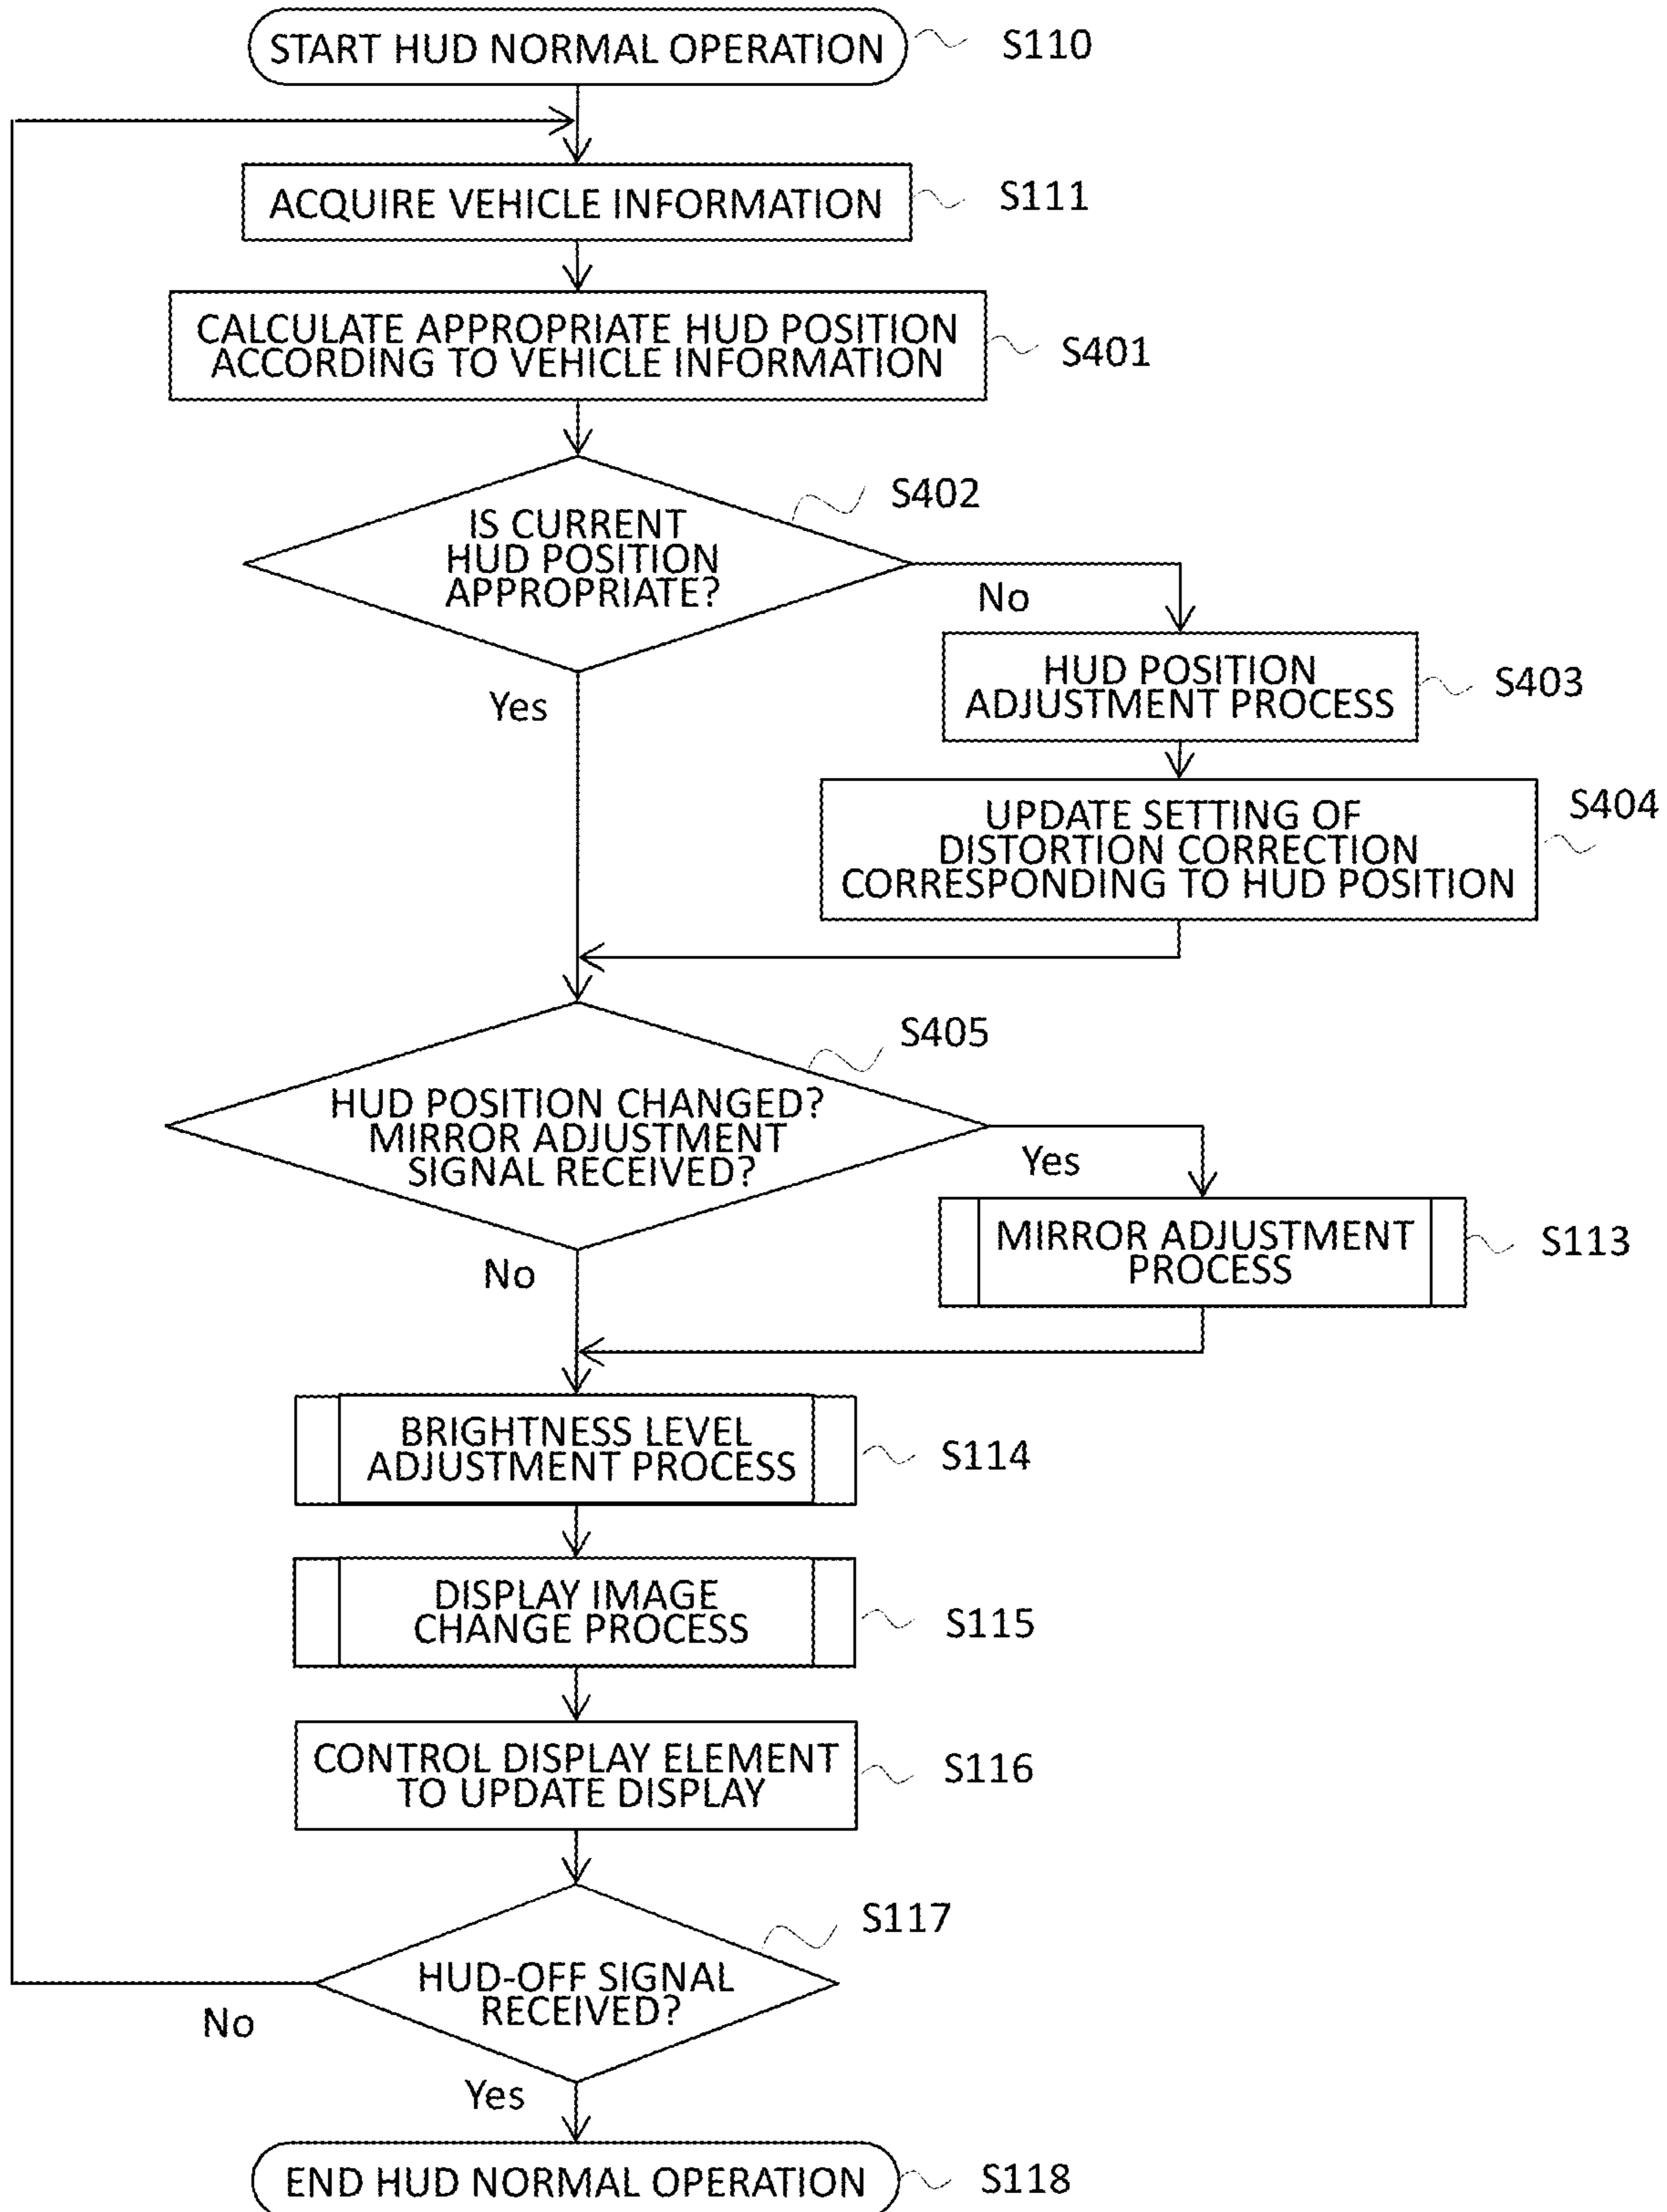 START HUD NORMAL OPERATION
S110
ACQUIRE VEHICLE INFORMATION
S111
CALCULATE APPROPRIATE HUD POSITION
ACCORDING TO VEHICLE INFORMATION
S401
IS CURRENT
HUD POSITION
APPROPRIATE?
S402
No
Yes
HUD POSITION
ADJUSTMENT PROCESS
S403
UPDATE SETTING OF
DISTORTION CORRECTION
CORRESPONDING TO HUD POSITION
S404
HUD POSITION CHANGED?
MIRROR ADJUSTMENT
SIGNAL RECEIVED?
S405
Yes
No
MIRROR ADJUSTMENT
PROCESS
S113
BRIGHTNESS LEVEL
ADJUSTMENT PROCESS
S114
DISPLAY IMAGE
CHANGE PROCESS
S115
CONTROL DISPLAY ELEMENT
TO UPDATE DISPLAY
S116
HUD-OFF SIGNAL
RECEIVED?
S117
No
Yes
END HUD NORMAL OPERATION
S118